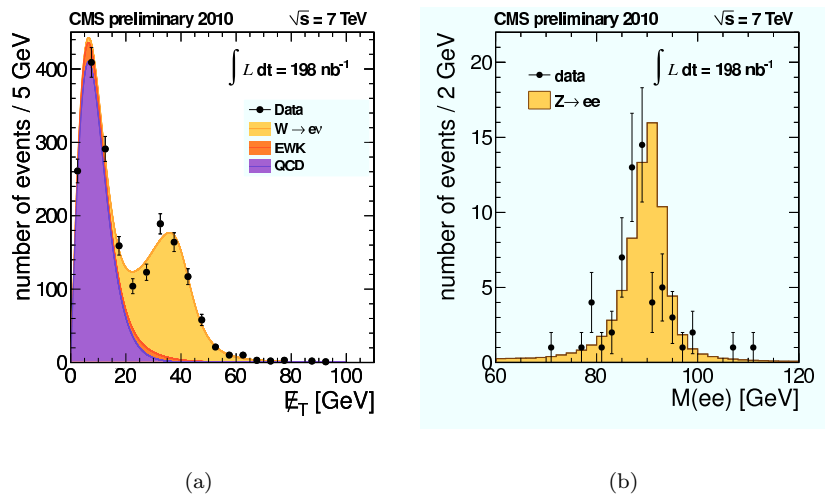 CMS preliminary 2010
√s = 7 TeV
∫ L dt = 198 nb⁻¹
Data
W → eν
EWK
QCD
number of events / 5 GeV
400
300
200
100
0
0 20 40 60 80 100
E̸_T [GeV]
(a)
CMS preliminary 2010
√s = 7 TeV
∫ L dt = 198 nb⁻¹
data
Z→ ee
number of events / 2 GeV
20
15
10
5
0
60 80 100 120
M(ee) [GeV]
(b)